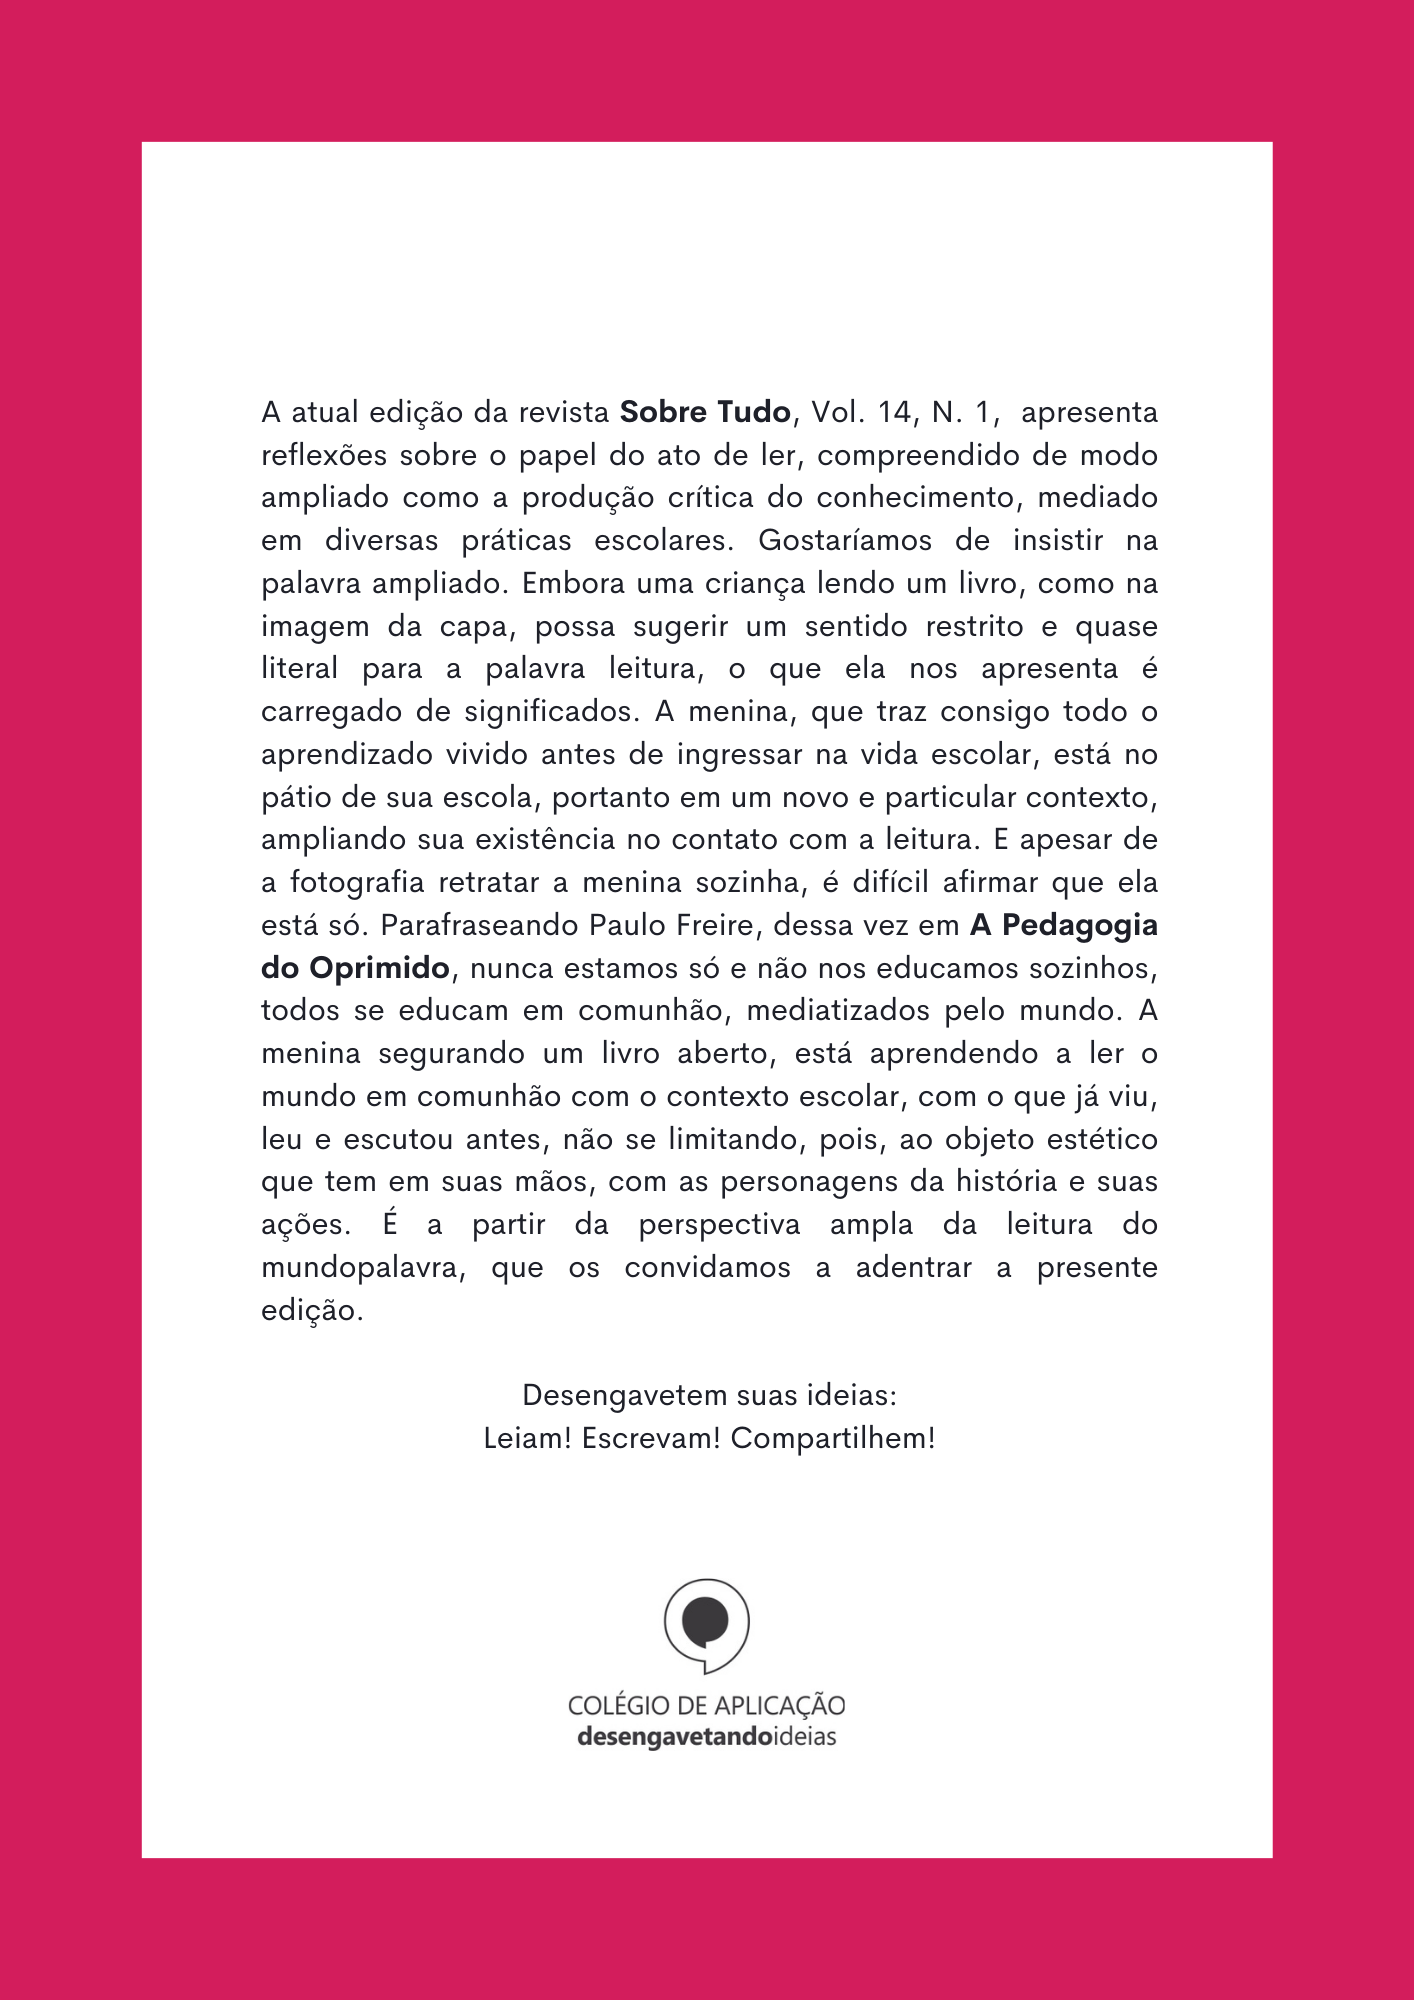 A atual edição da revista Sobre Tudo, Vol. 14, N. 1,  apresenta
reflexões sobre o papel do ato de ler, compreendido de modo
ampliado como a produção crítica do conhecimento, mediado
em diversas práticas escolares. Gostaríamos de insistir na
palavra ampliado. Embora uma criança lendo um livro, como na
imagem da capa, possa sugerir um sentido restrito e quase
literal para a palavra leitura, o que ela nos apresenta é
carregado de significados. A menina, que traz consigo todo o
aprendizado vivido antes de ingressar na vida escolar, está no
pátio de sua escola, portanto em um novo e particular contexto,
ampliando sua existência no contato com a leitura. E apesar de
a fotografia retratar a menina sozinha, é difícil afirmar que ela
está só. Parafraseando Paulo Freire, dessa vez em A Pedagogia
do Oprimido, nunca estamos só e não nos educamos sozinhos,
todos se educam em comunhão, mediatizados pelo mundo. A
menina segurando um livro aberto, está aprendendo a ler o
mundo em comunhão com o contexto escolar, com o que já viu,
leu e escutou antes, não se limitando, pois, ao objeto estético
que tem em suas mãos, com as personagens da história e suas
ações. É a partir da perspectiva ampla da leitura do
mundopalavra, que os convidamos a adentrar a presente
edição.
Desengavetem suas ideias:
Leiam! Escrevam! Compartilhem!
COLÉGIO DE APLICAÇÃO
desengavetandoideias